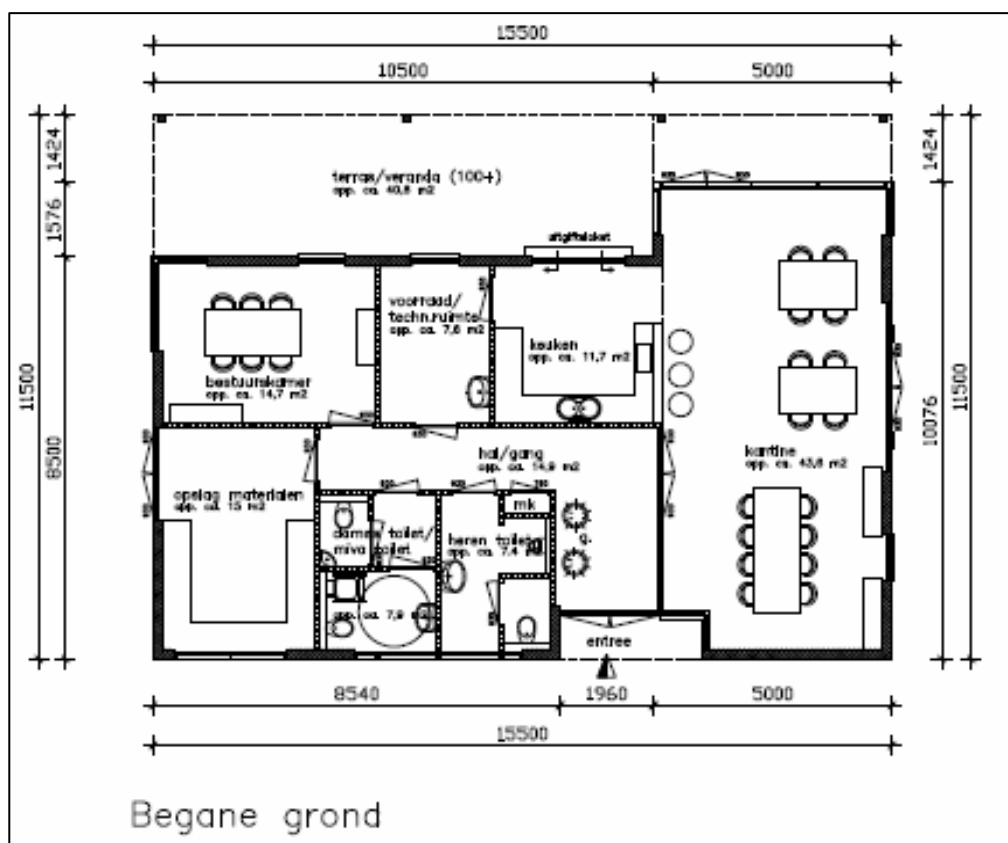 15500
10500 5000
1424
1576
8500
11500
1424
10076
11500
terras/veranda (100+)
opp. ca. 40,8 m2
uitgifteloket
voorraad/
techn.ruimte
opp. ca. 7,8 m2
keuken
opp. ca. 11,7 m2
bestuurskamer
opp. ca. 14,7 m2
hal/gang
opp. ca. 14,9 m2
kantine
opp. ca. 43,8 m2
opslag materialen
opp. ca. 15 m2
mk
g.
dames toilet/
miva toilet
opp. ca. 7,9 m2
heren toiletten
opp. ca. 7,4 m2
entree
8540 1960 5000
15500
Begane grond